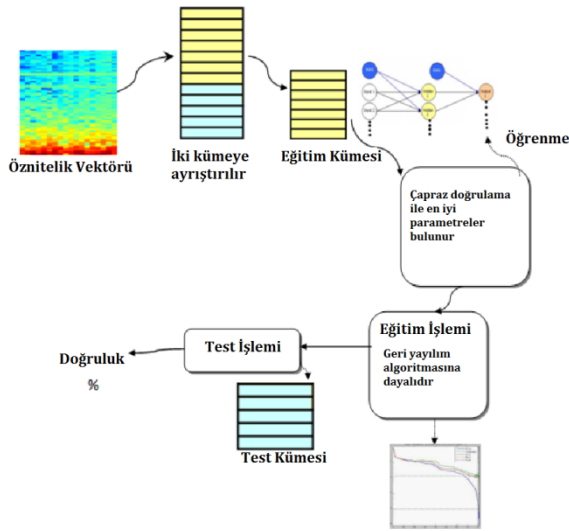 Öznitelik Vektörü
İki kümeye
ayrıştırılır
Eğitim Kümesi
Öğrenme
Çapraz doğrulama
ile en iyi
parametreler
bulunur
Eğitim İşlemi
Geri yayılım
algoritmasına
dayalıdır
Test İşlemi
Doğruluk
%
Test Kümesi